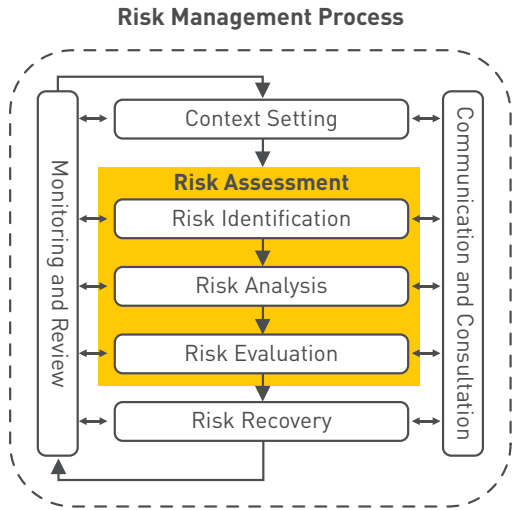 Risk Management Process
Context Setting
Risk Assessment
Risk Identification
Risk Analysis
Risk Evaluation
Risk Recovery
Monitoring and Review
Communication and Consultation